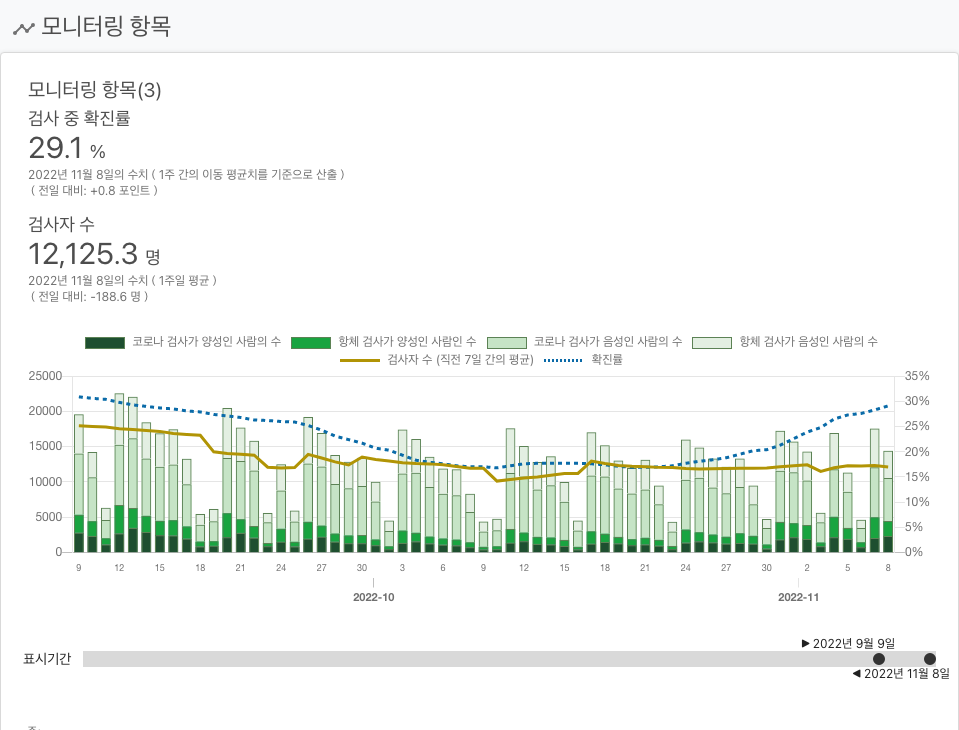 모니터링 항목
모니터링 항목(3)
검사 중 확진률
29.1 %
2022년 11월 8일의 수치 ( 1주 간의 이동 평균치를 기준으로 산출 )
( 전일 대비: +0.8 포인트 )
검사자 수
12,125.3 명
2022년 11월 8일의 수치 ( 1주일 평균 )
( 전일 대비: -188.6 명 )
코로나 검사가 양성인 사람의 수 항체 검사가 양성인 사람인 수 코로나 검사가 음성인 사람의 수 항체 검사가 음성인 사람의 수
검사자 수 (직전 7일 간의 평균) 확진률
25000 35%
20000 30%
15000 25%
10000 20%
5000 15%
0 10%
5%
0%
9 12 15 18 21 24 27 30 3 6 9 12 15 18 21 24 27 30 2 5 8
2022-10 2022-11
▶ 2022년 9월 9일
표시기간
◀ 2022년 11월 8일